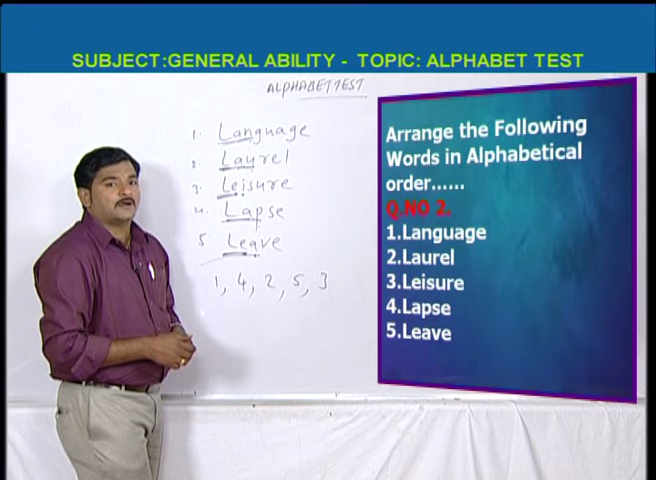 SUBJECT:GENERAL ABILITY - TOPIC: ALPHABET TEST
ALPHABET TEST
1. Language
2. Laurel
3. Leisure
4. Lapse
5. Leave
1, 4, 2, 5, 3
Arrange the Following
Words in Alphabetical
order......
Q.NO 2.
1.Language
2.Laurel
3.Leisure
4.Lapse
5.Leave